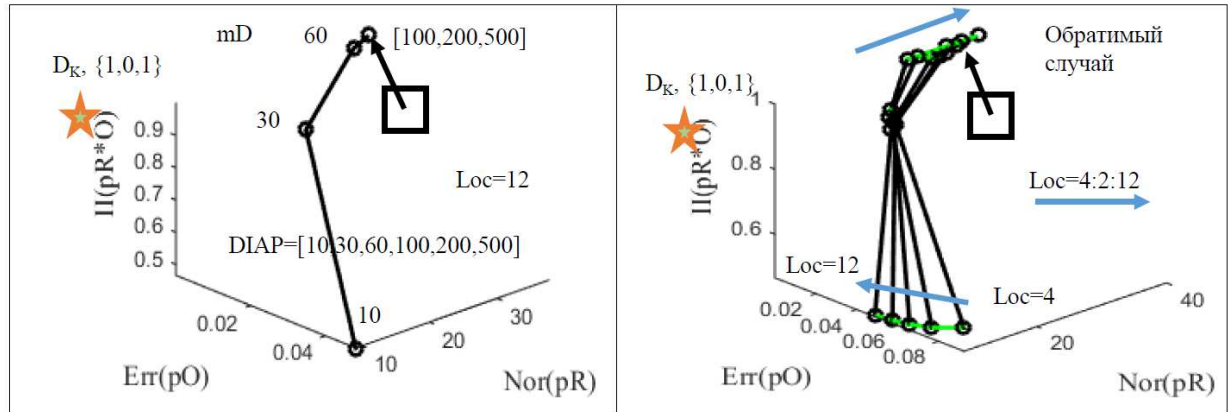 mD
60
[100,200,500]
D_K, {1,0,1}
30
0.9
0.8
0.7
0.6
0.5
II(pR*O)
Loc=12
DIAP=[10,30,60,100,200,500]
10
0.02
0.04
10
20
30
Err(pO)
Nor(pR)
Обратимый
случай
D_K, {1,0,1}
1
0.8
0.6
II(pR*O)
Loc=4:2:12
Loc=12
Loc=4
0.02
0.04
0.06
0.08
20
40
Err(pO)
Nor(pR)